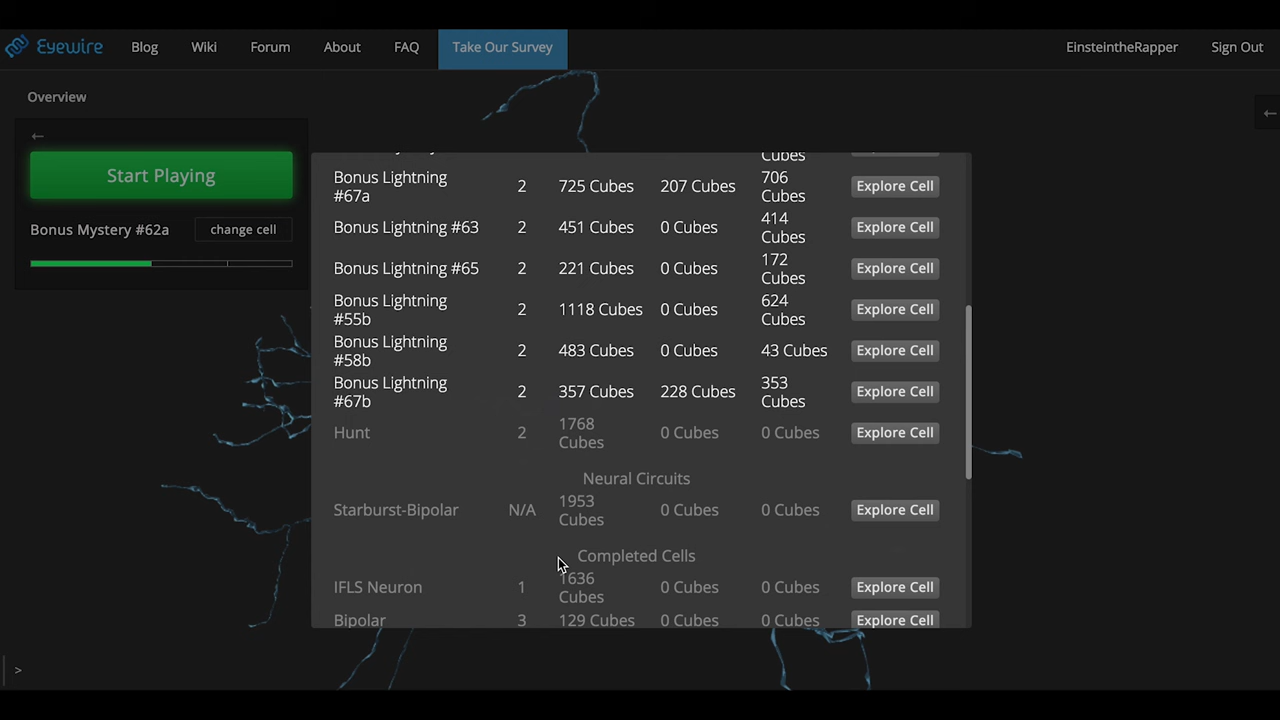 Eyewire Blog Wiki Forum About FAQ Take Our Survey EinsteintheRapper Sign Out
Overview
←
Start Playing
Bonus Mystery #62a change cell
Cubes
Bonus Lightning #67a 2 725 Cubes 207 Cubes 706 Cubes Explore Cell
Bonus Lightning #63 2 451 Cubes 0 Cubes 414 Cubes Explore Cell
Bonus Lightning #65 2 221 Cubes 0 Cubes 172 Cubes Explore Cell
Bonus Lightning #55b 2 1118 Cubes 0 Cubes 624 Cubes Explore Cell
Bonus Lightning #58b 2 483 Cubes 0 Cubes 43 Cubes Explore Cell
Bonus Lightning #67b 2 357 Cubes 228 Cubes 353 Cubes Explore Cell
Hunt 2 1768 Cubes 0 Cubes 0 Cubes Explore Cell
Neural Circuits
Starburst-Bipolar N/A 1953 Cubes 0 Cubes 0 Cubes Explore Cell
Completed Cells
IFLS Neuron 1 1636 Cubes 0 Cubes 0 Cubes Explore Cell
Bipolar 3 129 Cubes 0 Cubes 0 Cubes Explore Cell
>